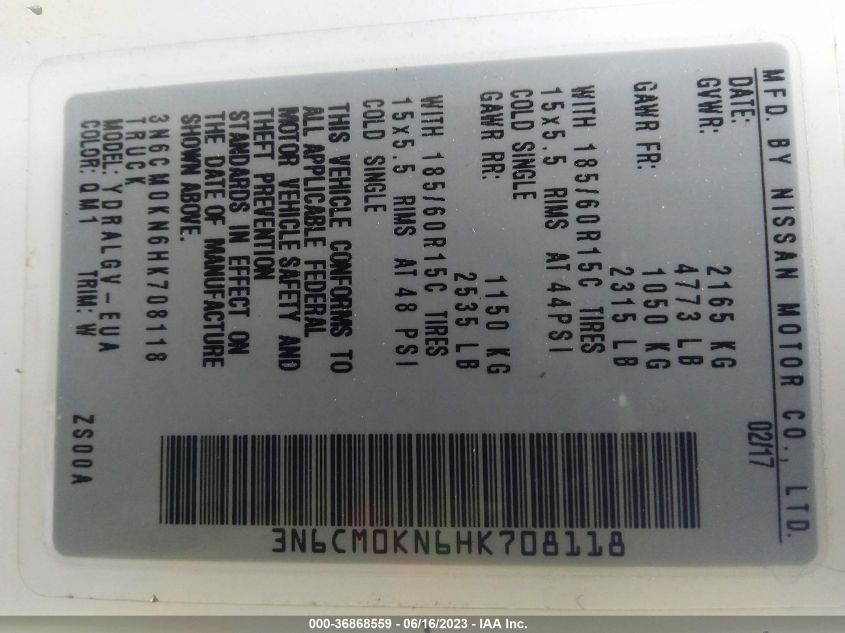 MFD. BY NISSAN MOTOR CO., LTD.
DATE: 02/17
GVWR: 2165 KG
4773 LB
GAWR FR: 1050 KG
2315 LB
WITH 185/60R15C TIRES
15x5.5 RIMS AT 44PSI
COLD SINGLE
GAWR RR: 1150 KG
2535 LB
WITH 185/60R15C TIRES
15x5.5 RIMS AT 48 PSI
COLD SINGLE
THIS VEHICLE CONFORMS TO
ALL APPLICABLE FEDERAL
MOTOR VEHICLE SAFETY AND
THEFT PREVENTION
STANDARDS IN EFFECT ON
THE DATE OF MANUFACTURE
SHOWN ABOVE.
3N6CM0KN6HK708118
TRUCK
MODEL: YDRALGV-EUA
COLOR: QM1 TRIM: W ZS00A
3N6CM0KN6HK708118
000-36868559 - 06/16/2023 - IAA Inc.